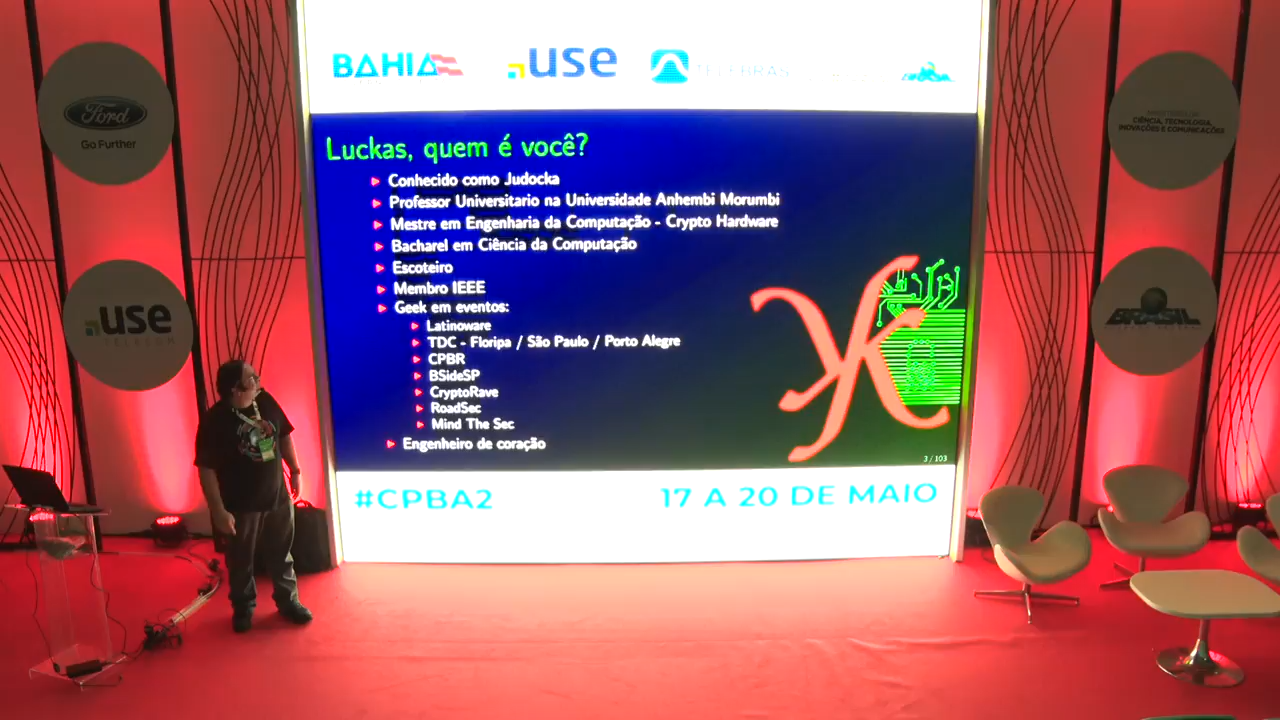 BAHIA
use
TELEBRAS
Ford
Go Further
use
TELECOM
Luckas, quem é você?
Conhecido como Judocka
Professor Universitario na Universidade Anhembi Morumbi
Mestre em Engenharia da Computação - Crypto Hardware
Bacharel em Ciência da Computação
Escoteiro
Membro IEEE
Geek em eventos:
Latinoware
TDC - Floripa / São Paulo / Porto Alegre
CPBR
BSideSP
CryptoRave
RoadSec
Mind The Sec
Engenheiro de coração
3 / 103
#CPBA2
17 A 20 DE MAIO
CIÊNCIA, TECNOLOGIA,
INOVAÇÕES E COMUNICAÇÕES
BRASIL